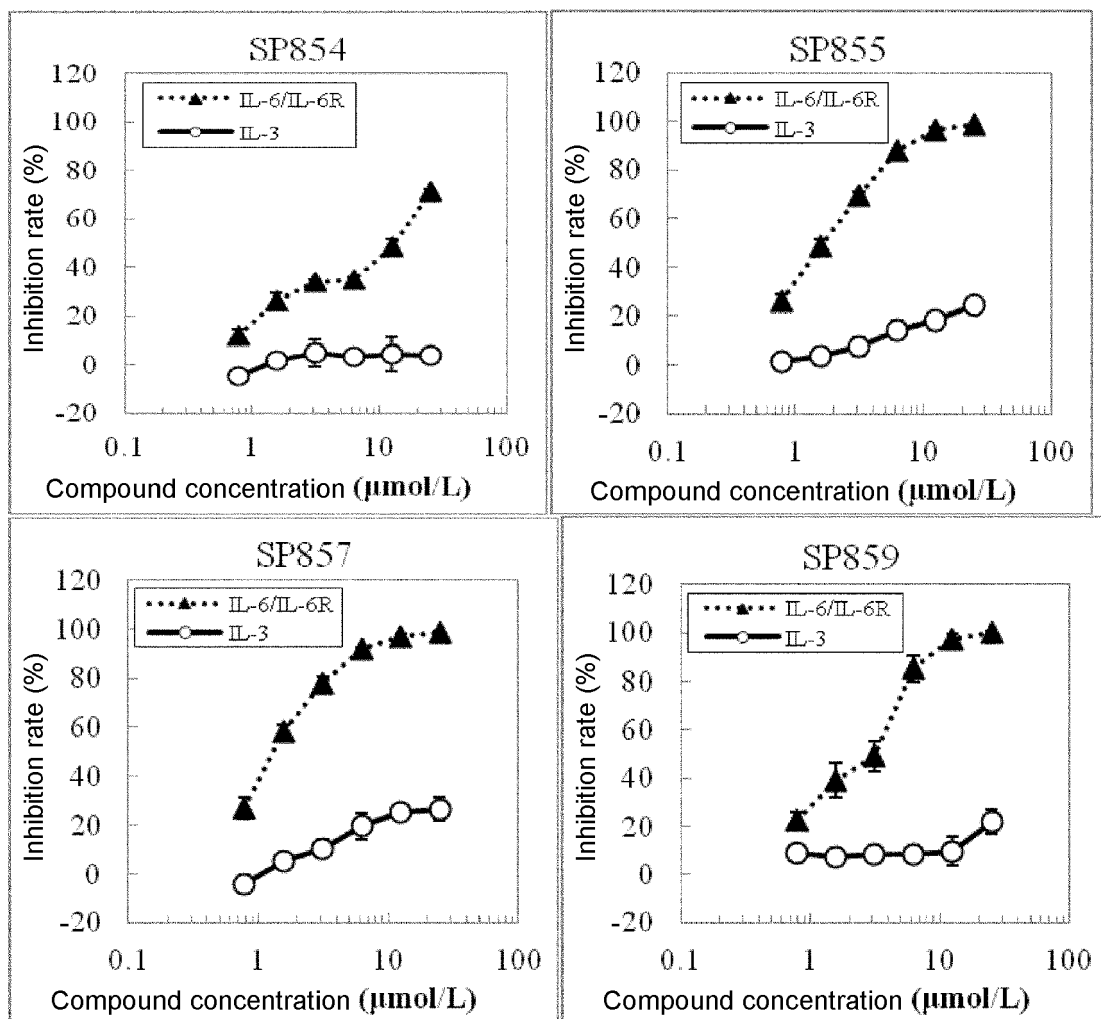 SP854
120
100
80
60
40
20
0
-20
IL-6/IL-6R
IL-3
Inhibition rate (%)
0.1 1 10 100
Compound concentration (μmol/L)
SP855
120
100
80
60
40
20
0
-20
IL-6/IL-6R
IL-3
Inhibition rate (%)
0.1 1 10 100
Compound concentration (μmol/L)
SP857
120
100
80
60
40
20
0
-20
IL-6/IL-6R
IL-3
Inhibition rate (%)
0.1 1 10 100
Compound concentration (μmol/L)
SP859
120
100
80
60
40
20
0
-20
IL-6/IL-6R
IL-3
Inhibition rate (%)
0.1 1 10 100
Compound concentration (μmol/L)